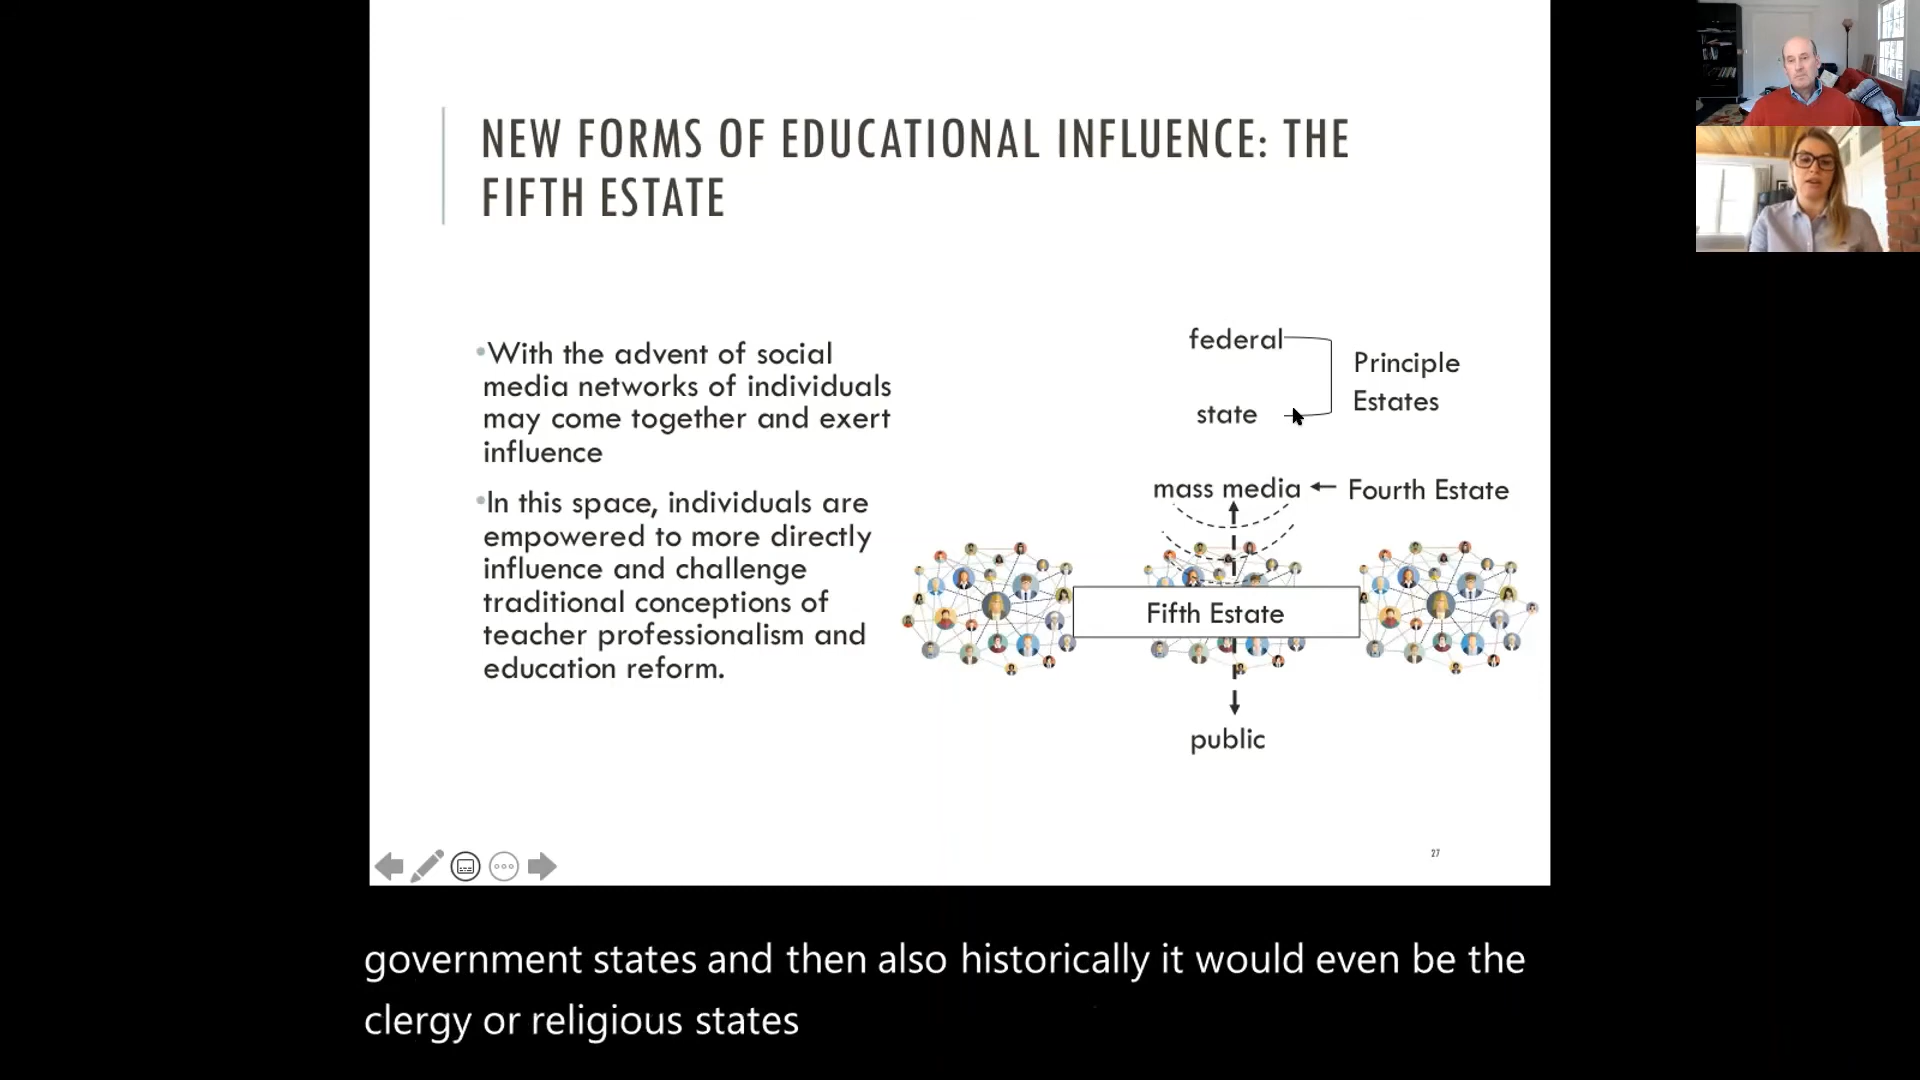 NEW FORMS OF EDUCATIONAL INFLUENCE: THE
FIFTH ESTATE
•With the advent of social
media networks of individuals
may come together and exert
influence
•In this space, individuals are
empowered to more directly
influence and challenge
traditional conceptions of
teacher professionalism and
education reform.
federal
Principle
Estates
state
mass media
Fourth Estate
Fifth Estate
public
27
government states and then also historically it would even be the
clergy or religious states